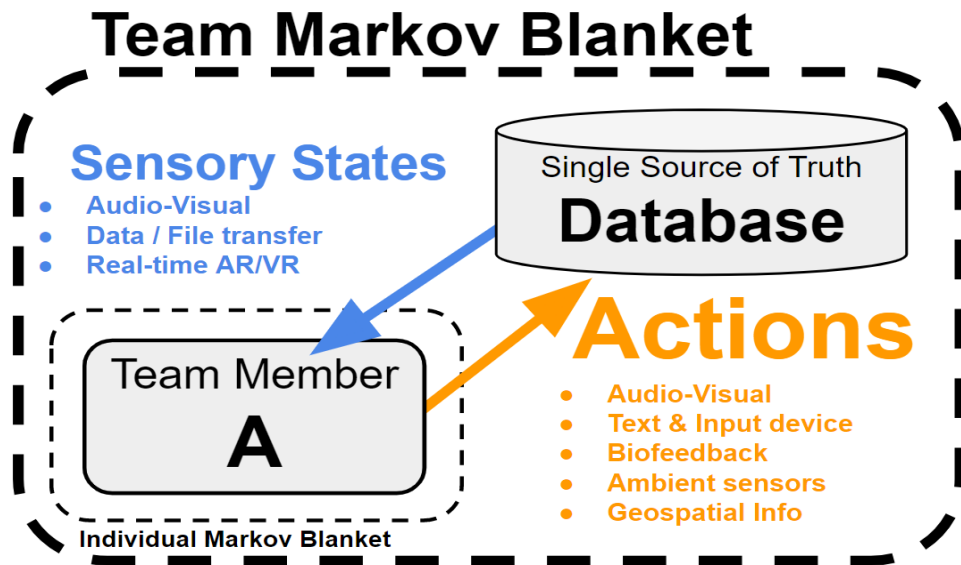 Team Markov Blanket
Sensory States
● Audio-Visual
● Data / File transfer
● Real-time AR/VR
Single Source of Truth
Database
Team Member
A
Individual Markov Blanket
Actions
● Audio-Visual
● Text & Input device
● Biofeedback
● Ambient sensors
● Geospatial Info